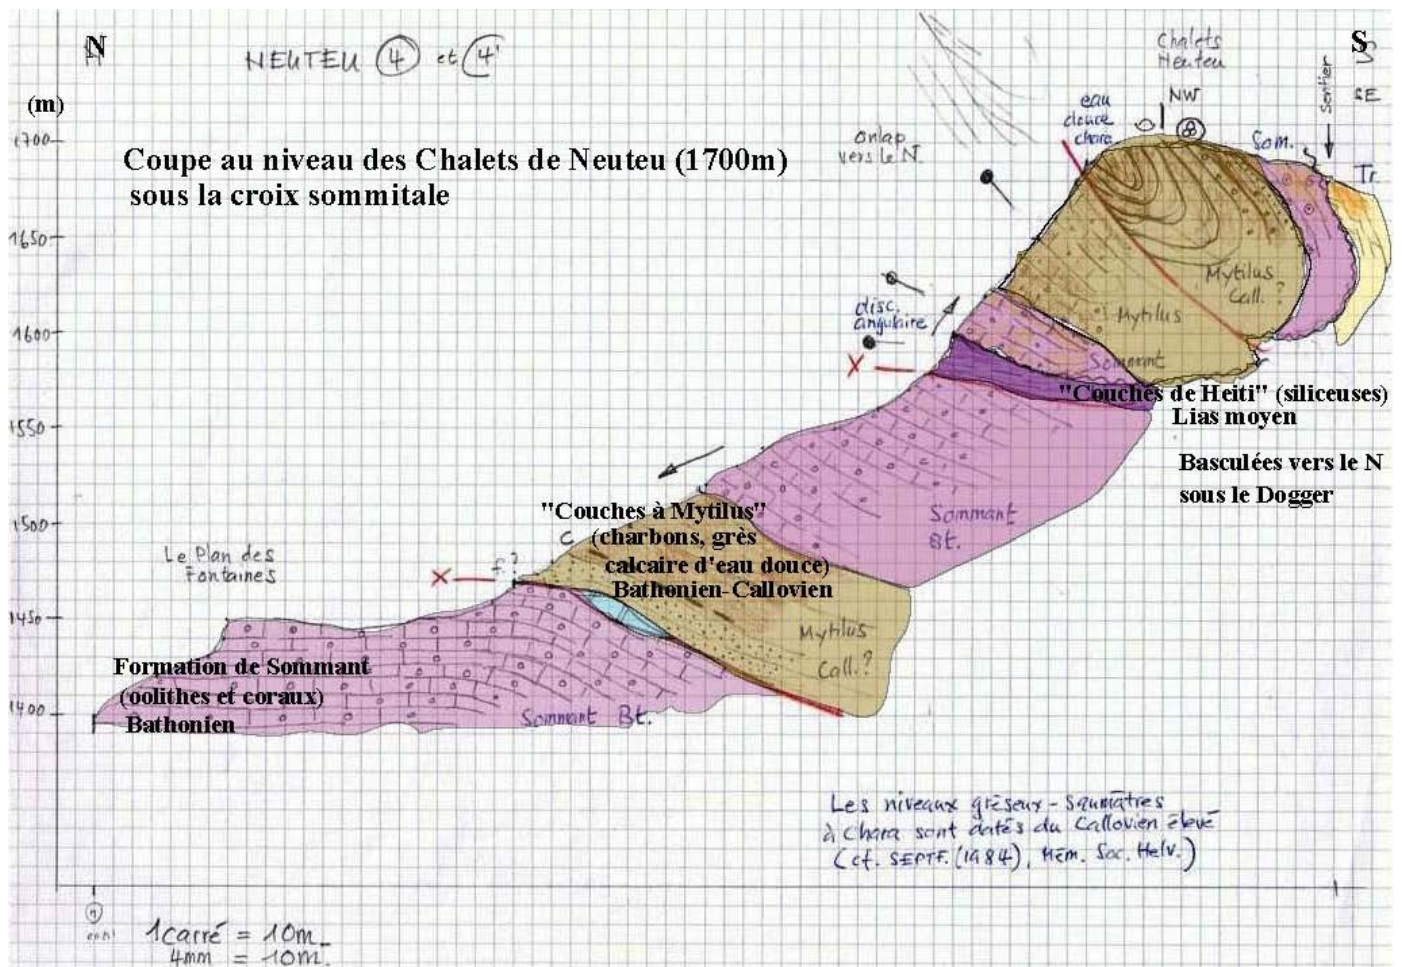 N
NEUTEU 4 et 4'
Chalets
Neuteu
S
SE
Sentier
NW
8
(m)
eau
douce
chara
Som.
Tr.
1700
Coupe au niveau des Chalets de Neuteu (1700m)
sous la croix sommitale
onlap
vers le N.
1650
Mytilus
Call. ?
disc.
angulaire
Mytilus
1600
X
Sommant
"Couches de Heiti" (siliceuses)
Lias moyen
1550
Basculées vers le N
sous le Dogger
1500
"Couches à Mytilus"
(charbons, grès
calcaire d'eau douce)
Bathonien-Callovien
C
Sommant
Bt.
Le Plan des
Fontaines
X
f?
1450
Mytilus
Call.?
Formation de Sommant
(oolithes et coraux)
Bathonien
1400
Sommant Bt.
Les niveaux gréseux - saumâtres
à Chara sont datés du Callovien élevé
(cf. SEPTF. (1984), Mém. Soc. Helv.)
1 carré = 10m
4mm = 10m